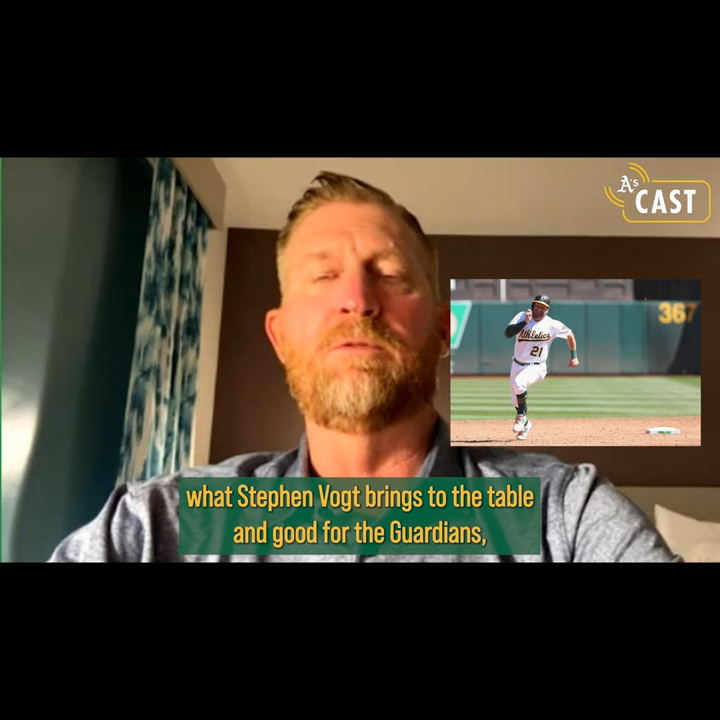 A's
CAST
367
Athletics
21
what Stephen Vogt brings to the table
and good for the Guardians,